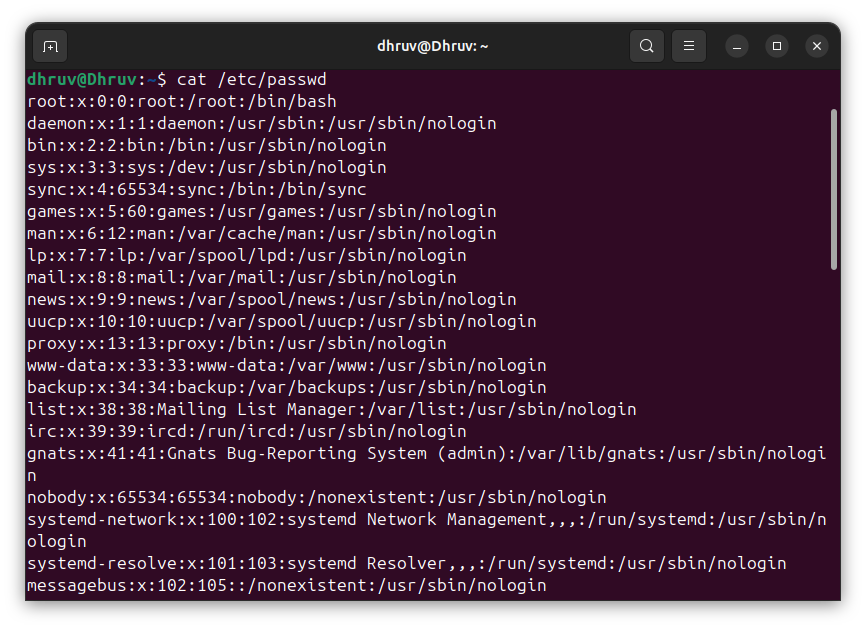 dhruv@Dhruv: ~
dhruv@Dhruv:~$ cat /etc/passwd
root:x:0:0:root:/root:/bin/bash
daemon:x:1:1:daemon:/usr/sbin:/usr/sbin/nologin
bin:x:2:2:bin:/bin:/usr/sbin/nologin
sys:x:3:3:sys:/dev:/usr/sbin/nologin
sync:x:4:65534:sync:/bin:/bin/sync
games:x:5:60:games:/usr/games:/usr/sbin/nologin
man:x:6:12:man:/var/cache/man:/usr/sbin/nologin
lp:x:7:7:lp:/var/spool/lpd:/usr/sbin/nologin
mail:x:8:8:mail:/var/mail:/usr/sbin/nologin
news:x:9:9:news:/var/spool/news:/usr/sbin/nologin
uucp:x:10:10:uucp:/var/spool/uucp:/usr/sbin/nologin
proxy:x:13:13:proxy:/bin:/usr/sbin/nologin
www-data:x:33:33:www-data:/var/www:/usr/sbin/nologin
backup:x:34:34:backup:/var/backups:/usr/sbin/nologin
list:x:38:38:Mailing List Manager:/var/list:/usr/sbin/nologin
irc:x:39:39:ircd:/run/ircd:/usr/sbin/nologin
gnats:x:41:41:Gnats Bug-Reporting System (admin):/var/lib/gnats:/usr/sbin/nologi
n
nobody:x:65534:65534:nobody:/nonexistent:/usr/sbin/nologin
systemd-network:x:100:102:systemd Network Management,,,:/run/systemd:/usr/sbin/n
ologin
systemd-resolve:x:101:103:systemd Resolver,,,:/run/systemd:/usr/sbin/nologin
messagebus:x:102:105::/nonexistent:/usr/sbin/nologin